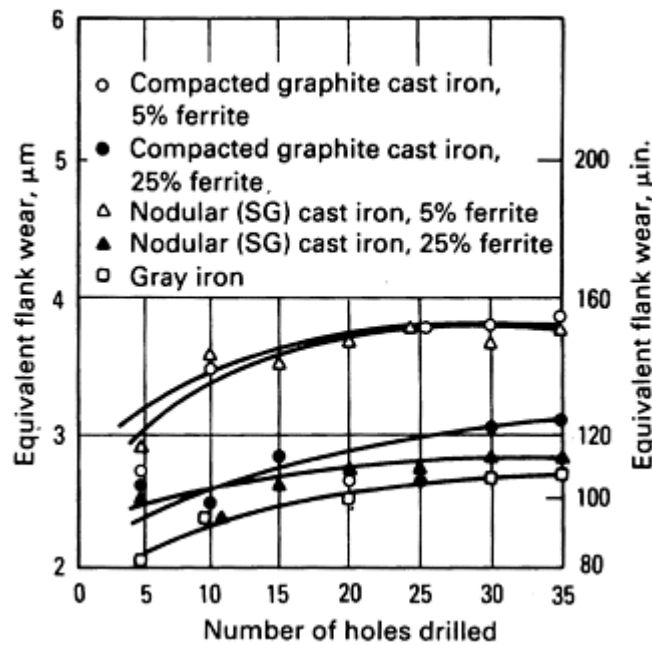 6
5
4
3
2
Equivalent flank wear, μm
○ Compacted graphite cast iron,
5% ferrite
● Compacted graphite cast iron,
25% ferrite.
△ Nodular (SG) cast iron, 5% ferrite
▲ Nodular (SG) cast iron, 25% ferrite
□ Gray iron
200
160
120
100
80
Equivalent flank wear, μin.
0 5 10 15 20 25 30 35
Number of holes drilled